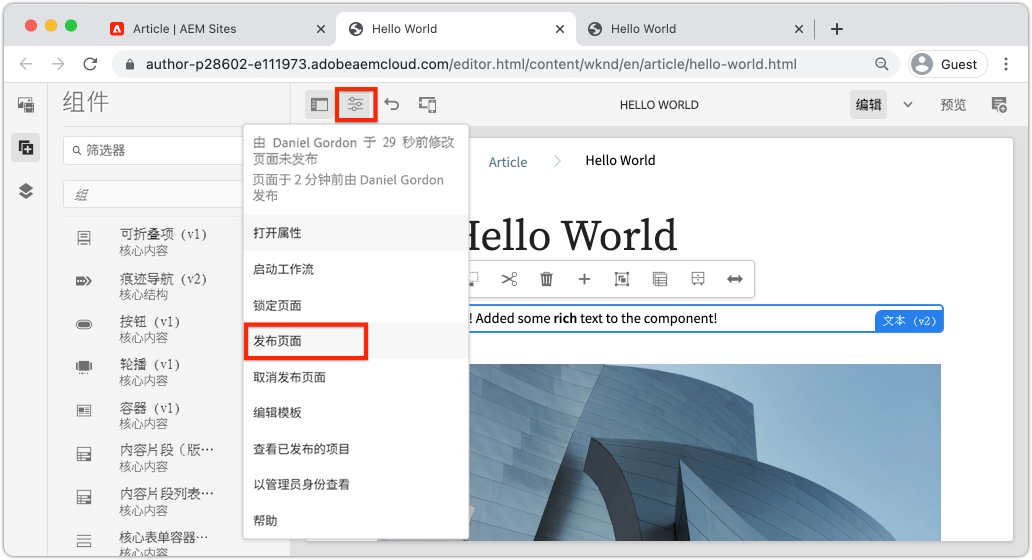 Article | AEM Sites
Hello World
Hello World
author-p28602-e111973.adobeaemcloud.com/editor.html/content/wknd/en/article/hello-world.html
Guest
组件
HELLO WORLD
编辑
预览
筛选器
组
可折叠项 (v1)
核心内容
痕迹导航 (v2)
核心结构
按钮 (v1)
核心内容
轮播 (v1)
核心内容
容器 (v1)
核心内容
内容片段（版…
核心内容
内容片段列表…
核心内容
核心表单容器…
核心内容
由 Daniel Gordon 于 29 秒前修改
页面未发布
页面于 2 分钟前由 Daniel Gordon
发布
打开属性
启动工作流
锁定页面
发布页面
取消发布页面
编辑模板
查看已发布的项目
以管理员身份查看
帮助
Article
Hello World
Hello World
! Added some rich text to the component!
文本 (v2)